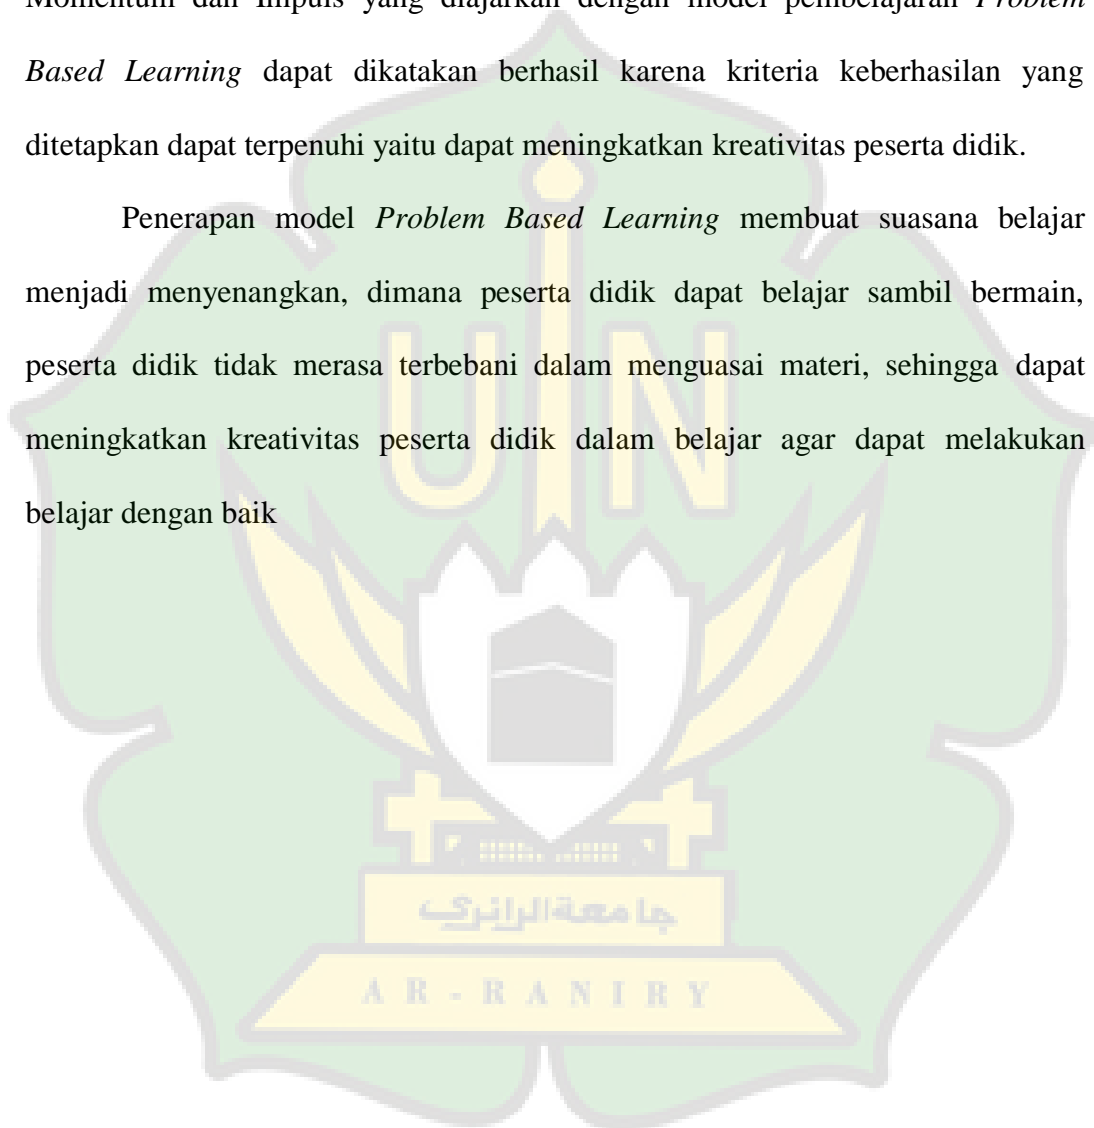 Momentum dan Impuls yang diajarkan dengan model pembelajaran Problem
Based Learning dapat dikatakan berhasil karena kriteria keberhasilan yang
ditetapkan dapat terpenuhi yaitu dapat meningkatkan kreativitas peserta didik.
Penerapan model Problem Based Learning membuat suasana belajar
menjadi menyenangkan, dimana peserta didik dapat belajar sambil bermain,
peserta didik tidak merasa terbebani dalam menguasai materi, sehingga dapat
meningkatkan kreativitas peserta didik dalam belajar agar dapat melakukan
belajar dengan baik
UIN
جامعة الرانري
AR-RANIRY